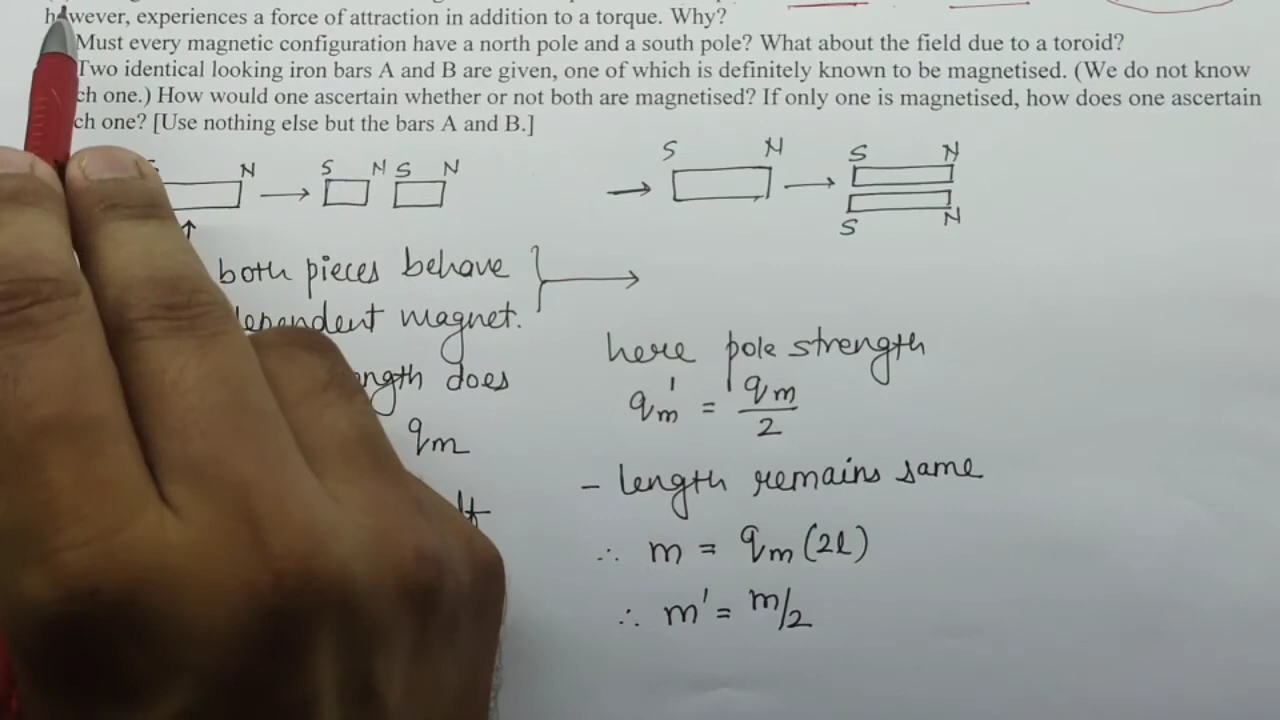 however, experiences a force of attraction in addition to a torque. Why?
Must every magnetic configuration have a north pole and a south pole? What about the field due to a toroid?
Two identical looking iron bars A and B are given, one of which is definitely known to be magnetised. (We do not know
ch one.) How would one ascertain whether or not both are magnetised? If only one is magnetised, how does one ascertain
ch one? [Use nothing else but the bars A and B.]
N → S N S N
→ S N → S N
S N
both pieces behave
dependent magnet.
ngth does
qm
lf
here pole strength
q'm = qm/2
- length remains same
∴ m = qm (2l)
∴ m' = m/2